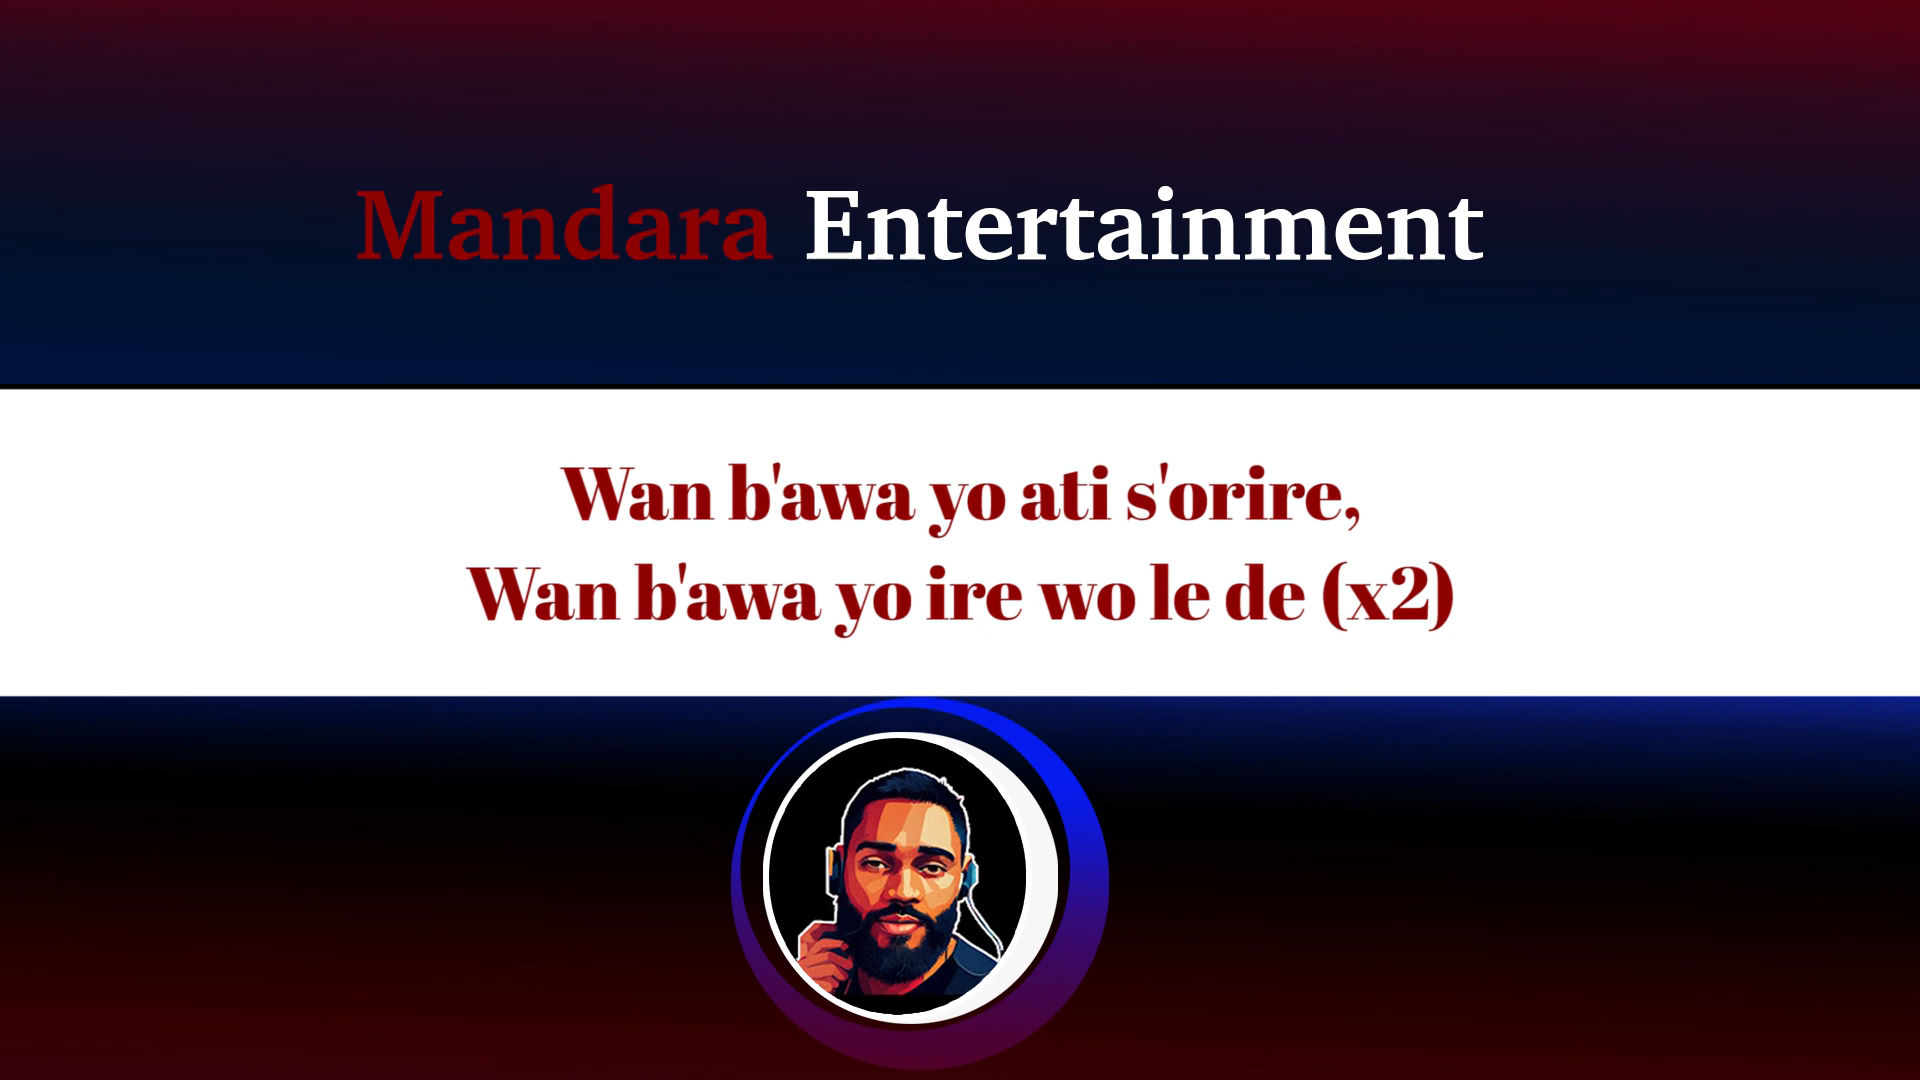 Mandara Entertainment
Wan b'awa yo ati s'orire,
Wan b'awa yo ire wo le de (x2)